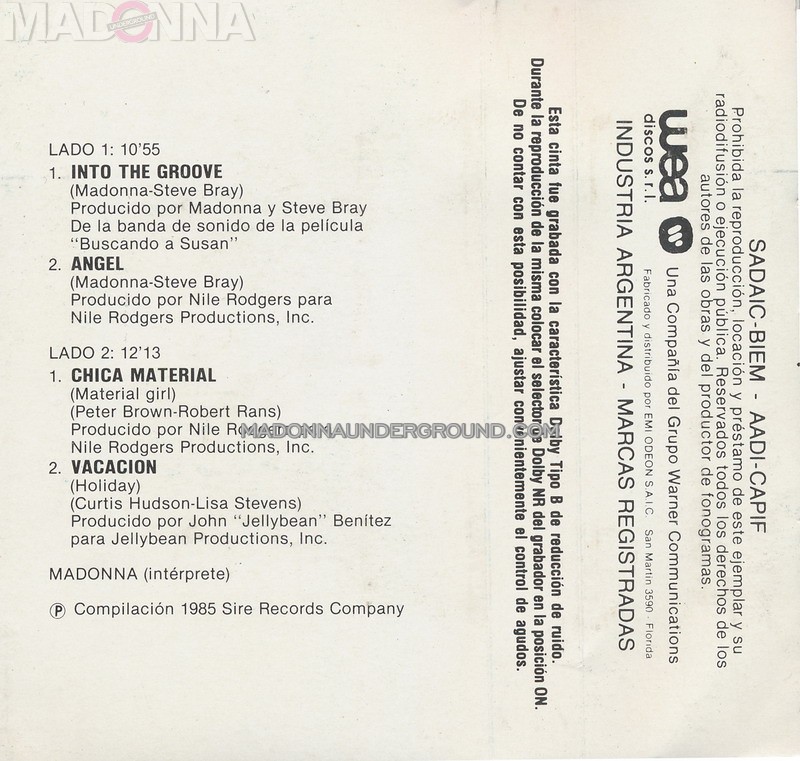 MADONNA
UNDERGROUND
LADO 1: 10'55
1. INTO THE GROOVE
(Madonna-Steve Bray)
Producido por Madonna y Steve Bray
De la banda de sonido de la película
"Buscando a Susan"
2. ANGEL
(Madonna-Steve Bray)
Producido por Nile Rodgers para
Nile Rodgers Productions, Inc.
LADO 2: 12'13
1. CHICA MATERIAL
(Material girl)
(Peter Brown-Robert Rans)
Producido por Nile
Nile Rodgers Productions, Inc.
2. VACACION
(Holiday)
(Curtis Hudson-Lisa Stevens)
Producido por John "Jellybean" Benítez
para Jellybean Productions, Inc.
MADONNA (intérprete)
Ⓟ Compilación 1985 Sire Records Company
MADONNAUNDERGROUND.COM
Esta cinta fue grabada con la característica Dolby Tipo B de reducción de ruido.
Durante la reproducción de la misma colocar el selector de Dolby NR del grabador en la posición ON.
De no contar con esta posibilidad, ajustar convenientemente el control de agudos.
SADAIC-BIEM - AADI-CAPIF
Prohibida la reproducción, locación y préstamo de este ejemplar y su
radiodifusión o ejecución pública. Reservados todos los derechos de los
autores de las obras y del productor de fonogramas.
wea
discos s.r.l.
Una Compañía del Grupo Warner Communications
Fabricado y distribuido por EMI ODEON S.A.I.C. San Martín 3590 - Florida
INDUSTRIA ARGENTINA - MARCAS REGISTRADAS